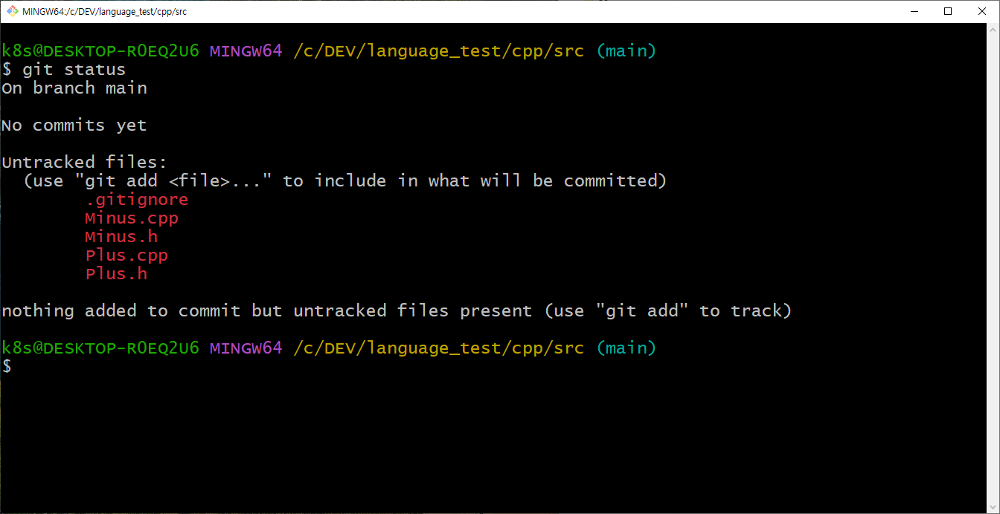 MINGW64:/c/DEV/language_test/cpp/src
k8s@DESKTOP-R0EQ2U6 MINGW64 /c/DEV/language_test/cpp/src (main)
$ git status
On branch main
No commits yet
Untracked files:
  (use "git add <file>..." to include in what will be committed)
        .gitignore
        Minus.cpp
        Minus.h
        Plus.cpp
        Plus.h
nothing added to commit but untracked files present (use "git add" to track)
k8s@DESKTOP-R0EQ2U6 MINGW64 /c/DEV/language_test/cpp/src (main)
$